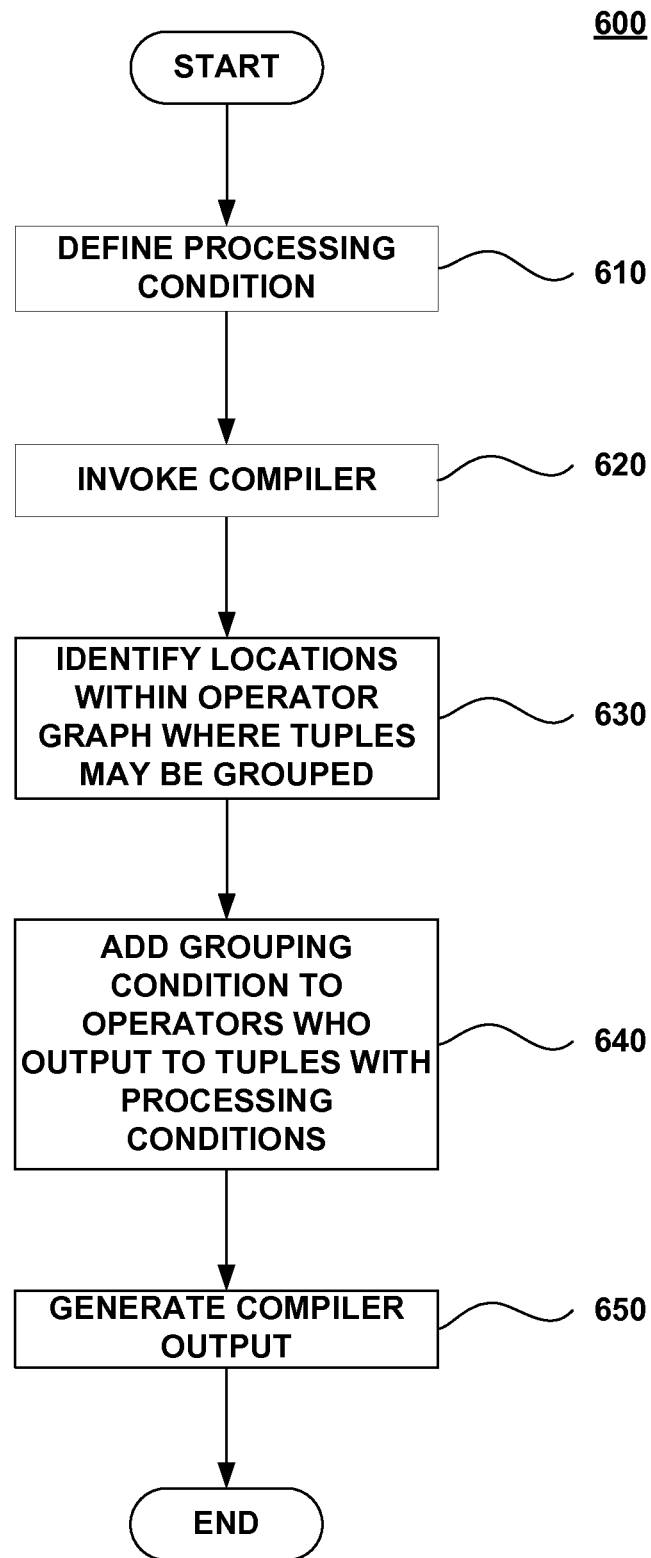 600
START
DEFINE PROCESSING
CONDITION
610
INVOKE COMPILER
620
IDENTIFY LOCATIONS
WITHIN OPERATOR
GRAPH WHERE TUPLES
MAY BE GROUPED
630
ADD GROUPING
CONDITION TO
OPERATORS WHO
OUTPUT TO TUPLES WITH
PROCESSING
CONDITIONS
640
GENERATE COMPILER
OUTPUT
650
END